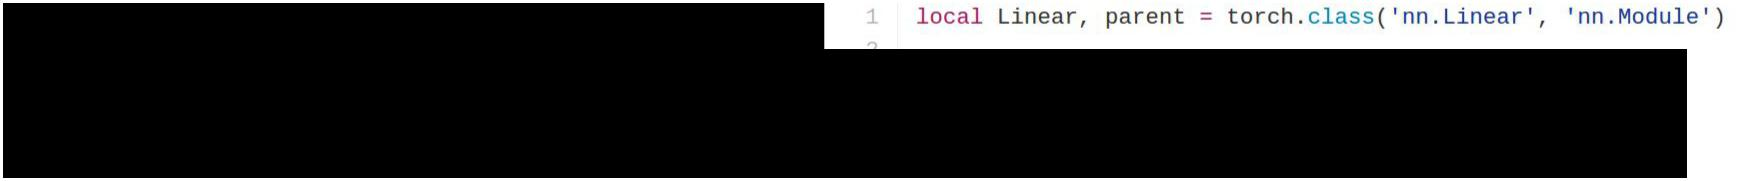 1 local Linear, parent = torch.class('nn.Linear', 'nn.Module')